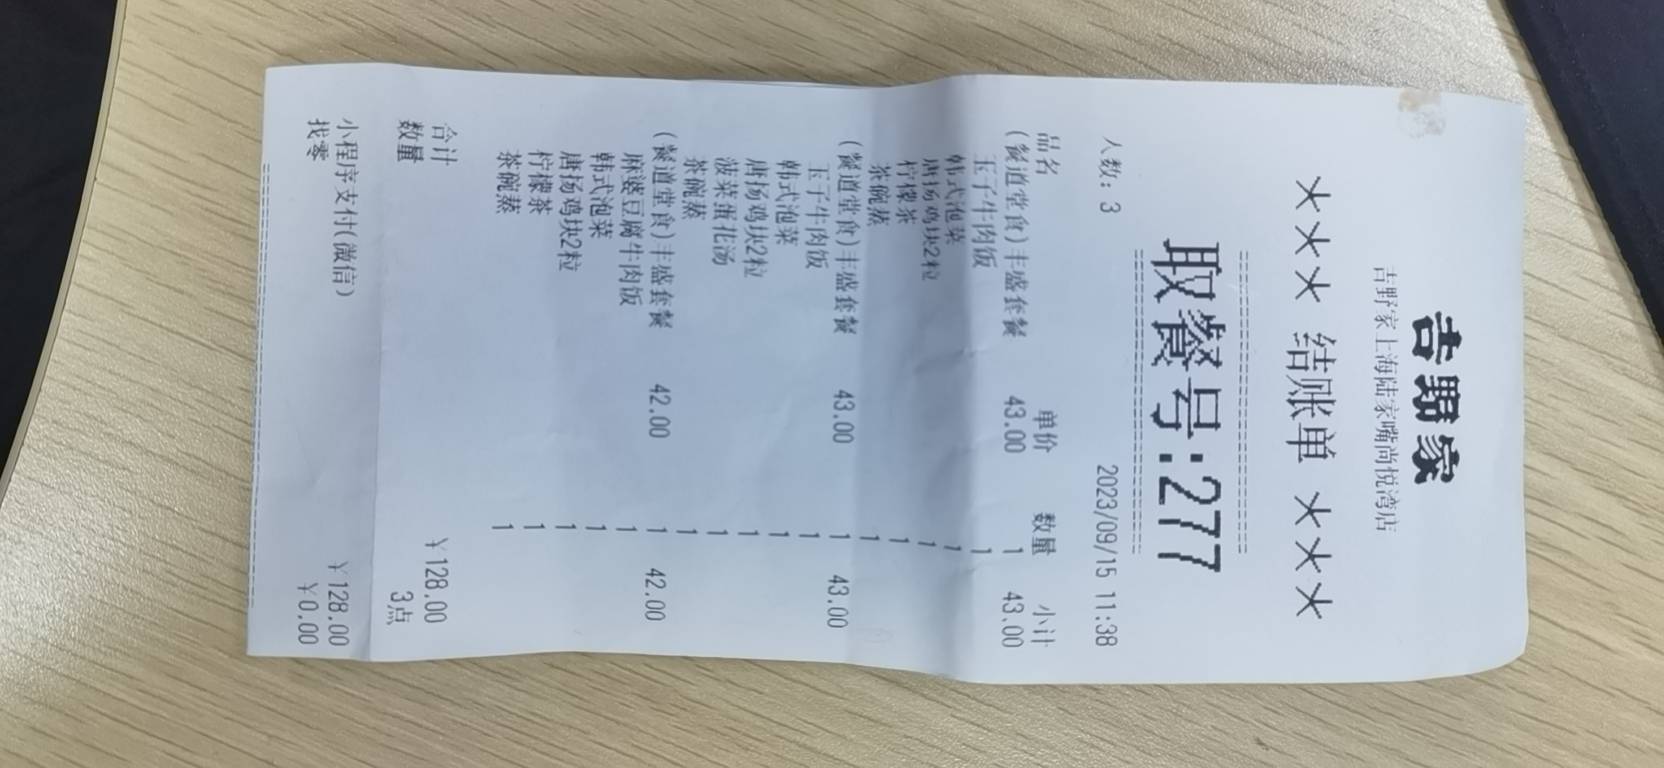 吉野家
吉野家上海陆家嘴尚悦湾店
*** 结账单 ***
取餐号:277
人数: 3 2023/09/15 11:38
品名 单价 数量 小计
(餐道堂食)丰盛套餐 43.00 1 43.00
玉子牛肉饭 1
韩式泡菜 1
唐扬鸡块2粒 1
柠檬茶 1
茶碗蒸 1
(餐道堂食)丰盛套餐 43.00 1 43.00
玉子牛肉饭 1
韩式泡菜 1
唐扬鸡块2粒 1
菠菜蛋花汤 1
茶碗蒸 1
(餐道堂食)丰盛套餐 42.00 1 42.00
麻婆豆腐牛肉饭 1
韩式泡菜 1
唐扬鸡块2粒 1
柠檬茶 1
茶碗蒸 1
合计 ¥128.00
数量 3点
小程序支付(微信) ¥128.00
找零 ¥0.00